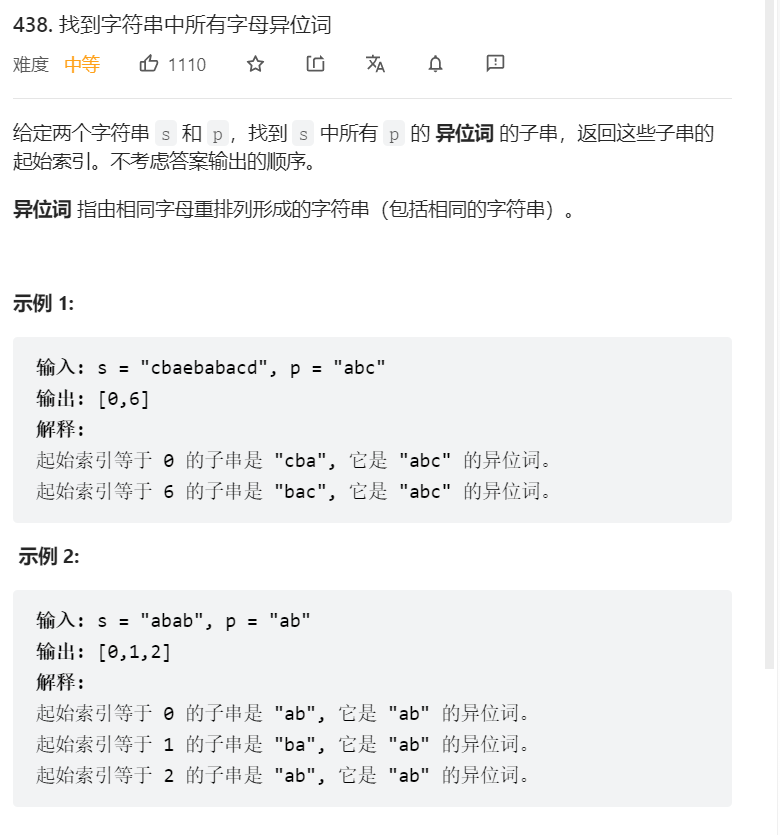 438. 找到字符串中所有字母异位词
难度 中等 1110
给定两个字符串 s 和 p，找到 s 中所有 p 的 异位词 的子串，返回这些子串的
起始索引。不考虑答案输出的顺序。
异位词 指由相同字母重排列形成的字符串（包括相同的字符串）。
示例 1:
输入: s = "cbaebabacd", p = "abc"
输出: [0,6]
解释:
起始索引等于 0 的子串是 "cba", 它是 "abc" 的异位词。
起始索引等于 6 的子串是 "bac", 它是 "abc" 的异位词。
示例 2:
输入: s = "abab", p = "ab"
输出: [0,1,2]
解释:
起始索引等于 0 的子串是 "ab", 它是 "ab" 的异位词。
起始索引等于 1 的子串是 "ba", 它是 "ab" 的异位词。
起始索引等于 2 的子串是 "ab", 它是 "ab" 的异位词。